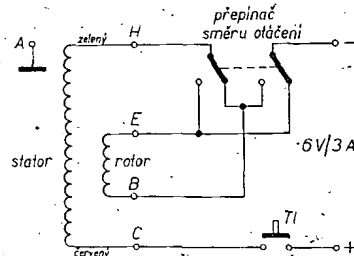 přepínač
směru otáčení
A
zelený
H
–
E
stator
rotor
6V/3A
B
červený
C
Tl
+